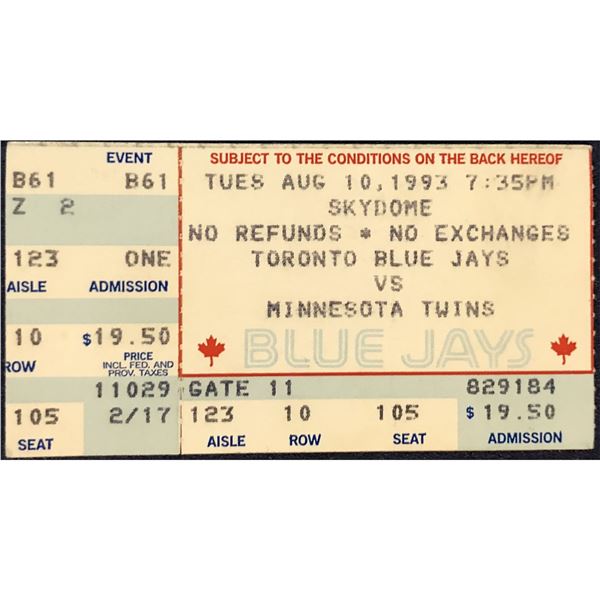 EVENT
B61 B61
Z 2
123 ONE
AISLE ADMISSION
10 $19.50
ROW PRICE
INCL. FED. AND
PROV. TAXES
11029
105 2/17
SEAT
SUBJECT TO THE CONDITIONS ON THE BACK HEREOF
TUES AUG 10,1993 7:35PM
SKYDOME
NO REFUNDS * NO EXCHANGES
TORONTO BLUE JAYS
VS
MINNESOTA TWINS
BLUE JAYS
GATE 11 829184
123 10 105 $19.50
AISLE ROW SEAT ADMISSION